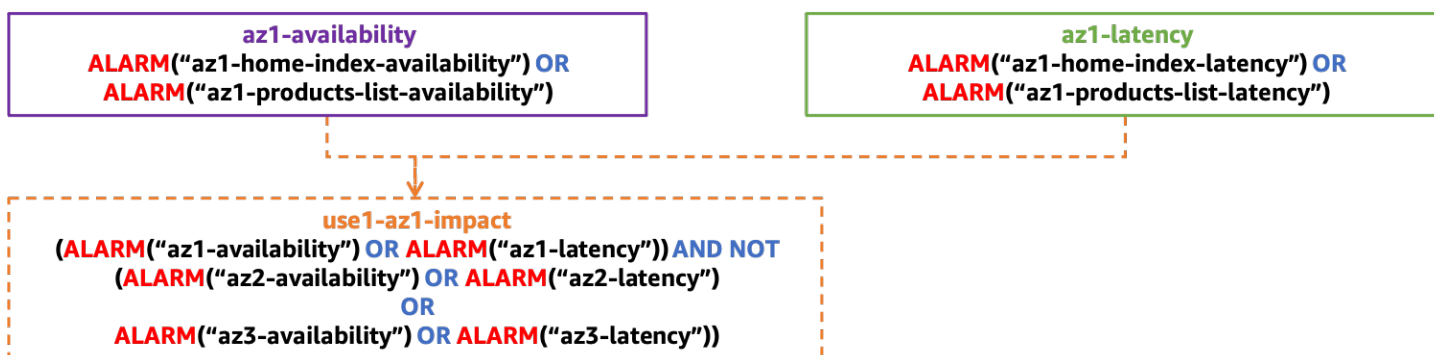 az1-availability
ALARM(“az1-home-index-availability”) OR
ALARM(“az1-products-list-availability”)
az1-latency
ALARM(“az1-home-index-latency”) OR
ALARM(“az1-products-list-latency”)
use1-az1-impact
(ALARM(“az1-availability”) OR ALARM(“az1-latency”)) AND NOT
(ALARM(“az2-availability”) OR ALARM(“az2-latency”)
OR
ALARM(“az3-availability”) OR ALARM(“az3-latency”))